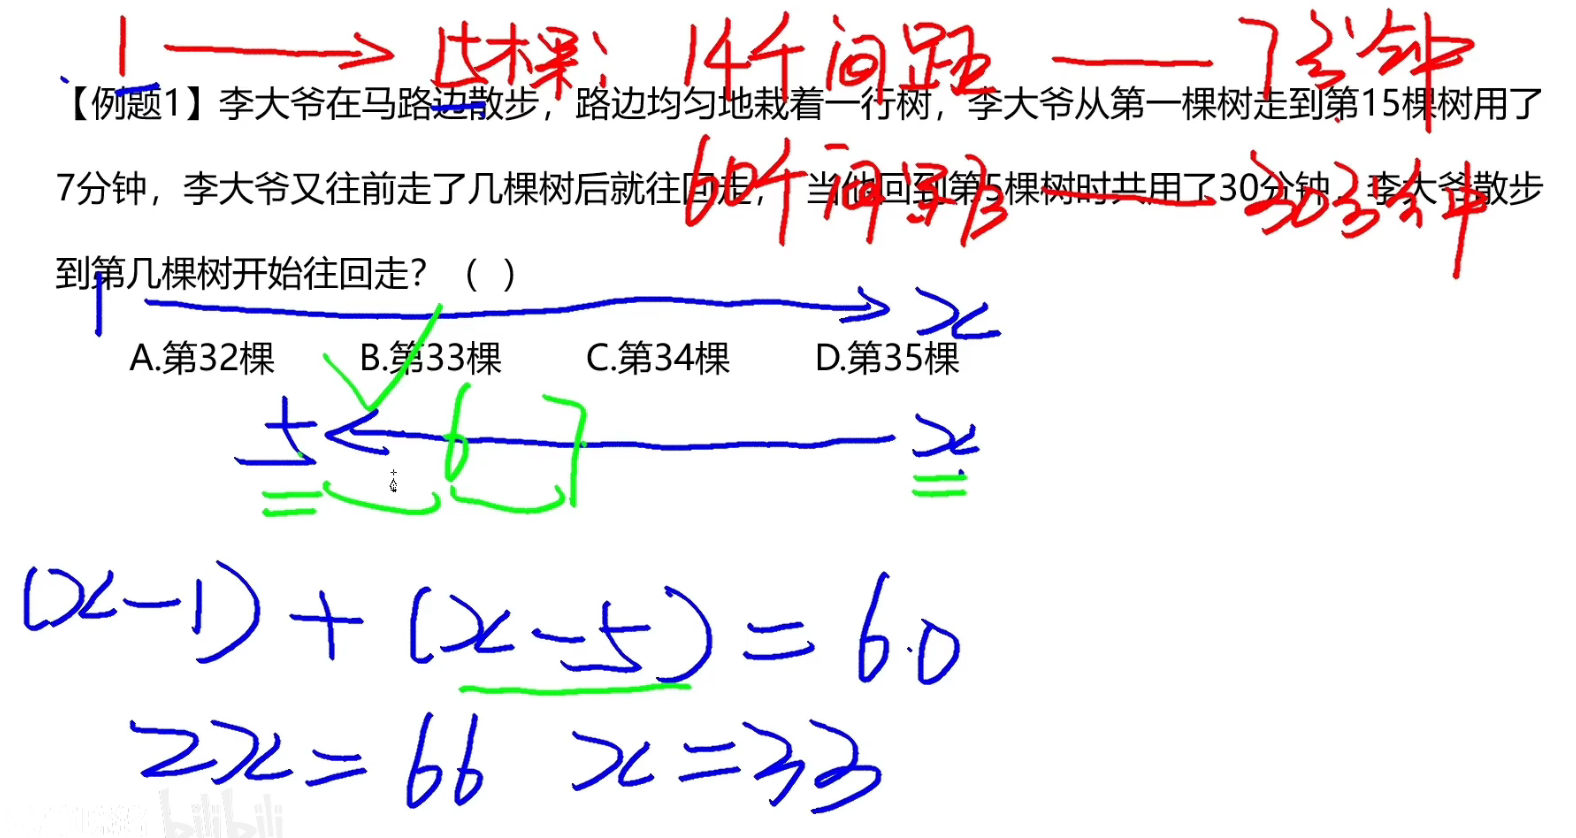 1 → 15棵：14个间距 — 7分钟
【例题1】李大爷在马路边散步，路边均匀地栽着一行树，李大爷从第一棵树走到第15棵树用了
7分钟，李大爷又往前走了几棵树后就往回走，当他回到第5棵树时共用了30分钟，李大爷散步
60个间距 — 30分钟
到第几棵树开始往回走？（ ）
1 → x
A.第32棵 B.第33棵 C.第34棵 D.第35棵
5 ← 6 7 x
(x-1) + (x-5) = 60
2x = 66 x = 33
bilibili